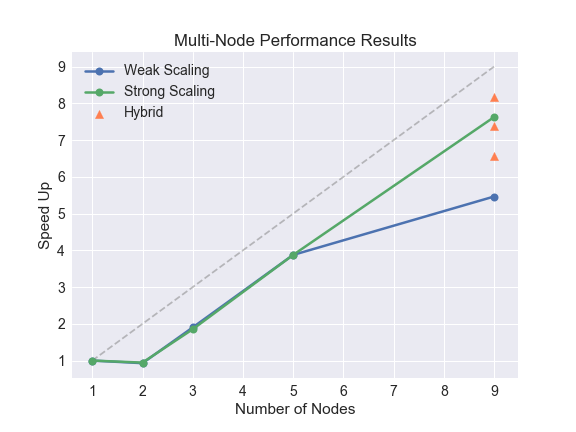 Multi-Node Performance Results
Weak Scaling
Strong Scaling
Hybrid
9
8
7
6
5
4
3
2
1
Speed Up
1 2 3 4 5 6 7 8 9
Number of Nodes